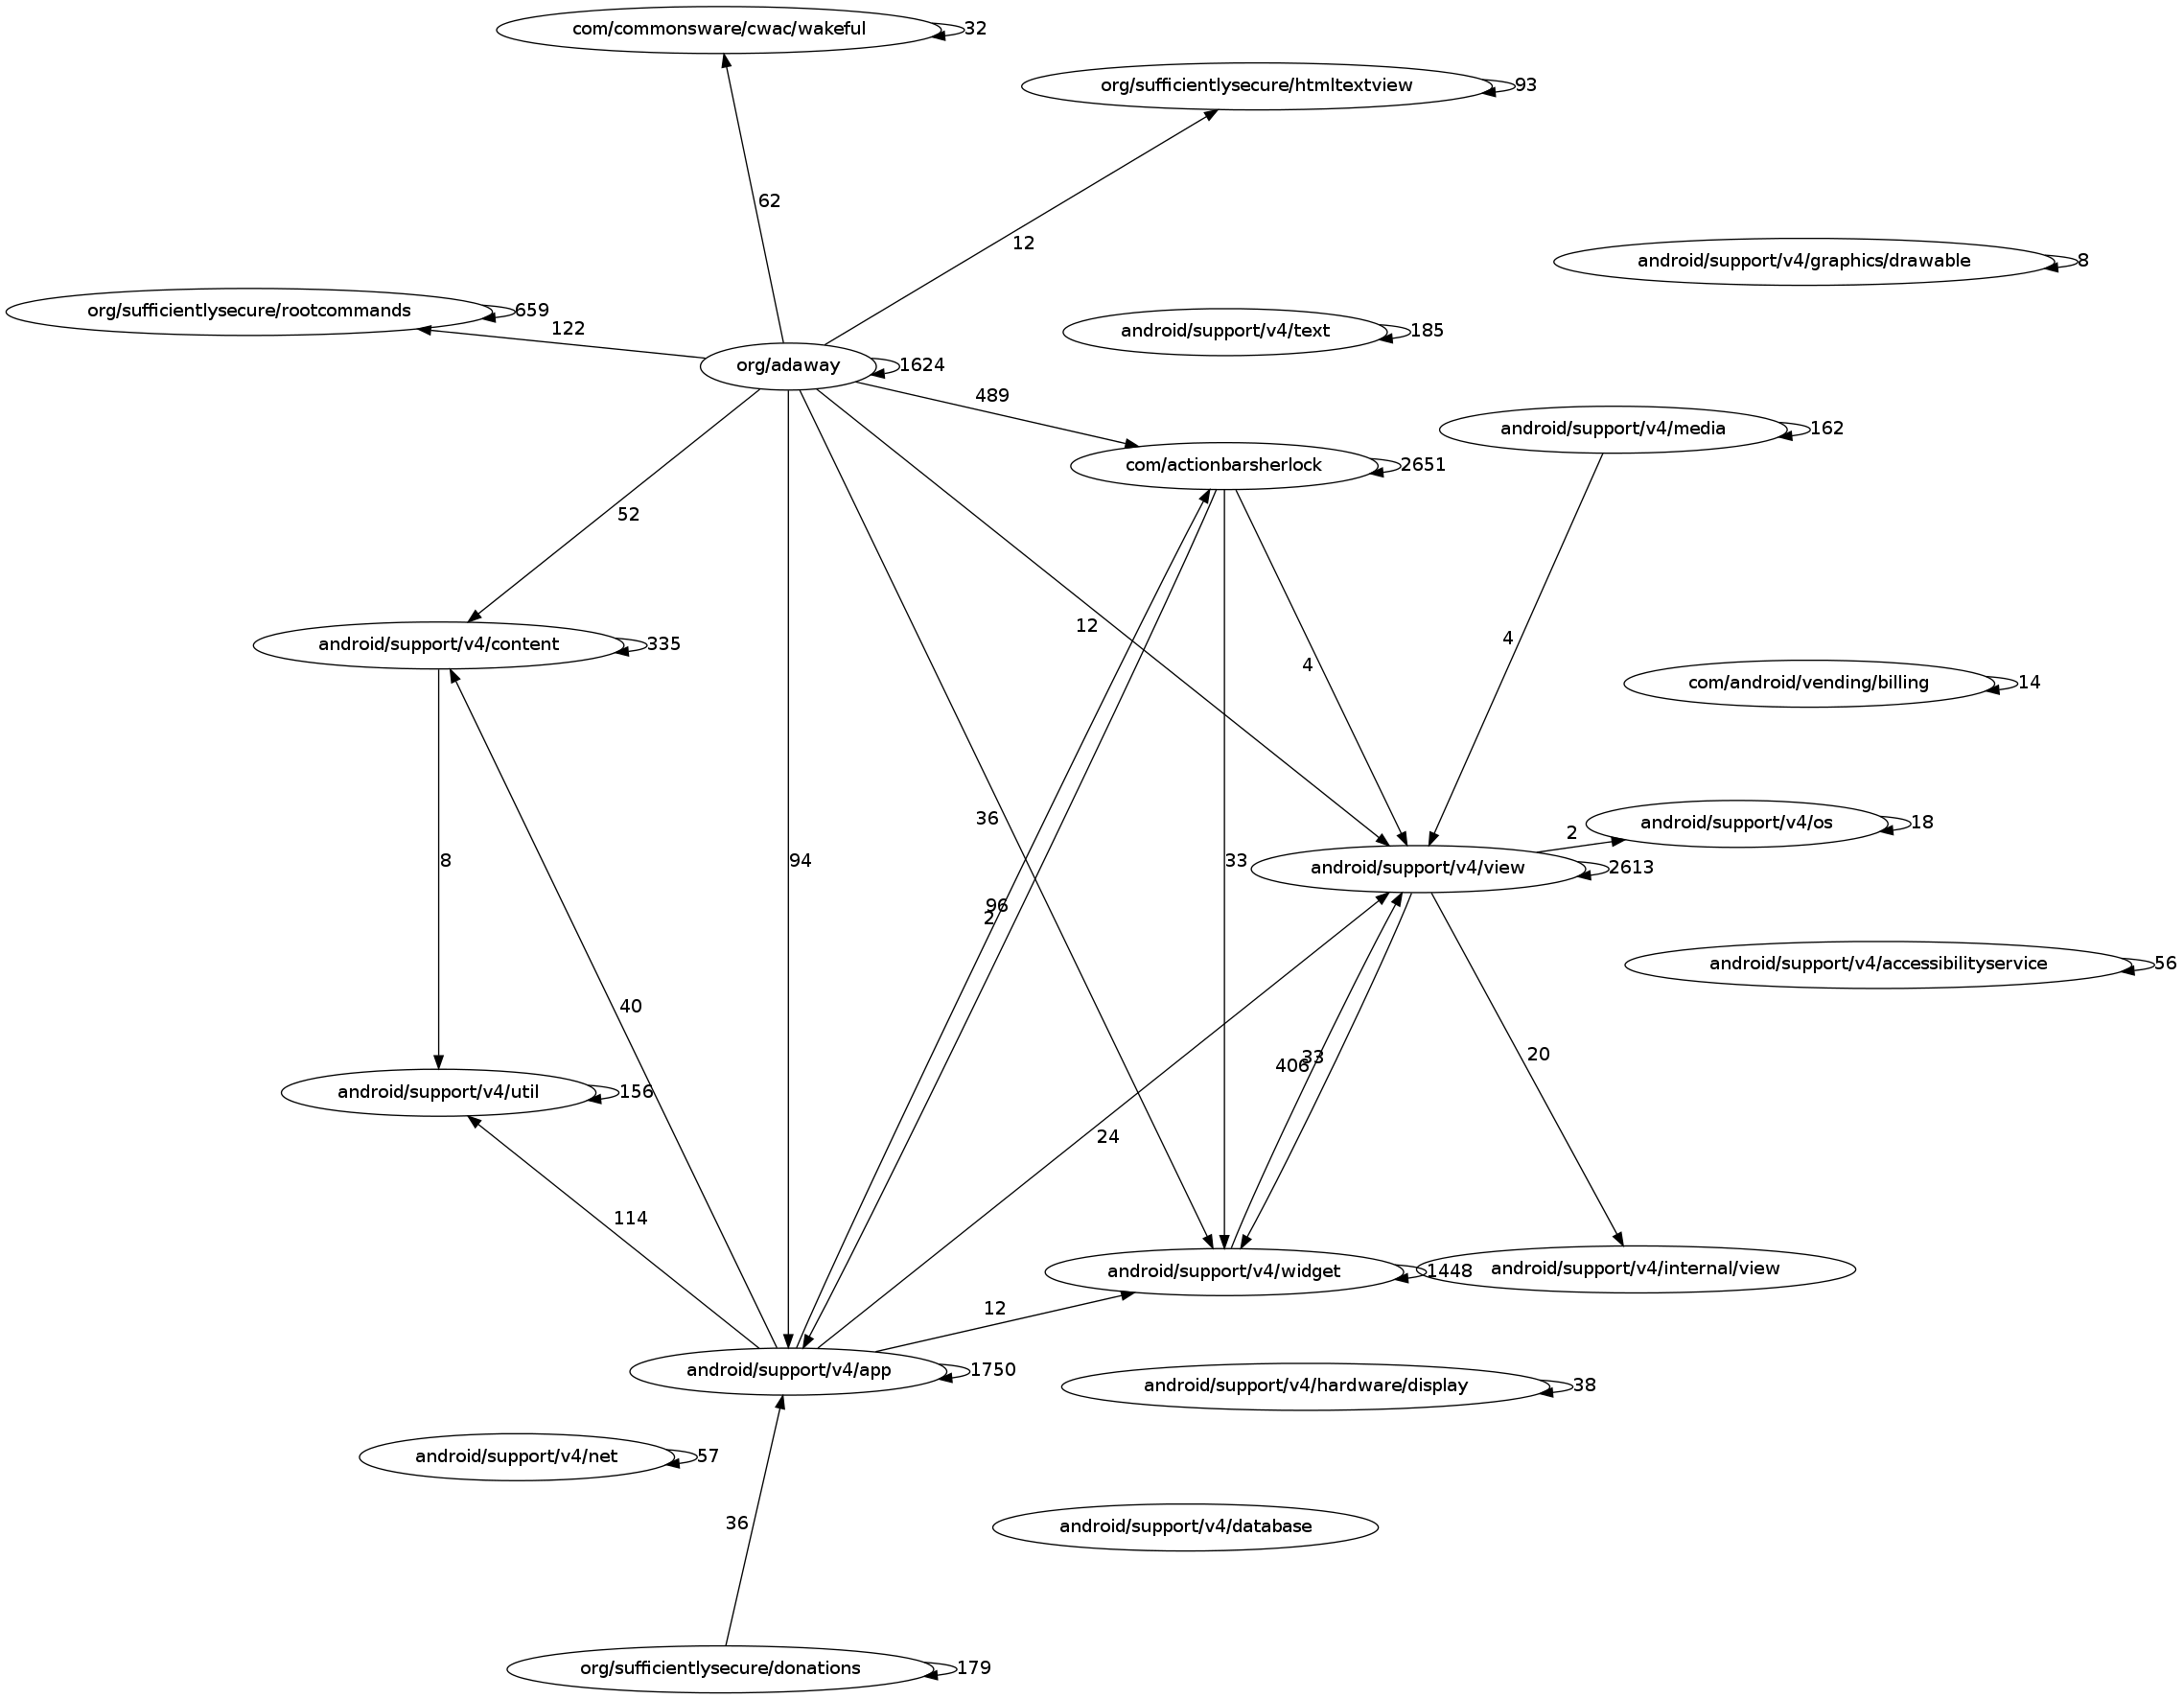 com/commonsware/cwac/wakeful
32
org/sufficientlysecure/htmltextview
93
62
12
android/support/v4/graphics/drawable
8
org/sufficientlysecure/rootcommands
659
122
android/support/v4/text
185
org/adaway
1624
489
android/support/v4/media
162
com/actionbarsherlock
2651
52
12
4
4
android/support/v4/content
335
com/android/vending/billing
14
36
android/support/v4/os
18
2
8
94
33
android/support/v4/view
2613
96
2
android/support/v4/accessibilityservice
56
40
406
33
20
android/support/v4/util
156
24
114
android/support/v4/widget
1448
android/support/v4/internal/view
12
android/support/v4/app
1750
android/support/v4/hardware/display
38
android/support/v4/net
57
36
android/support/v4/database
org/sufficientlysecure/donations
179